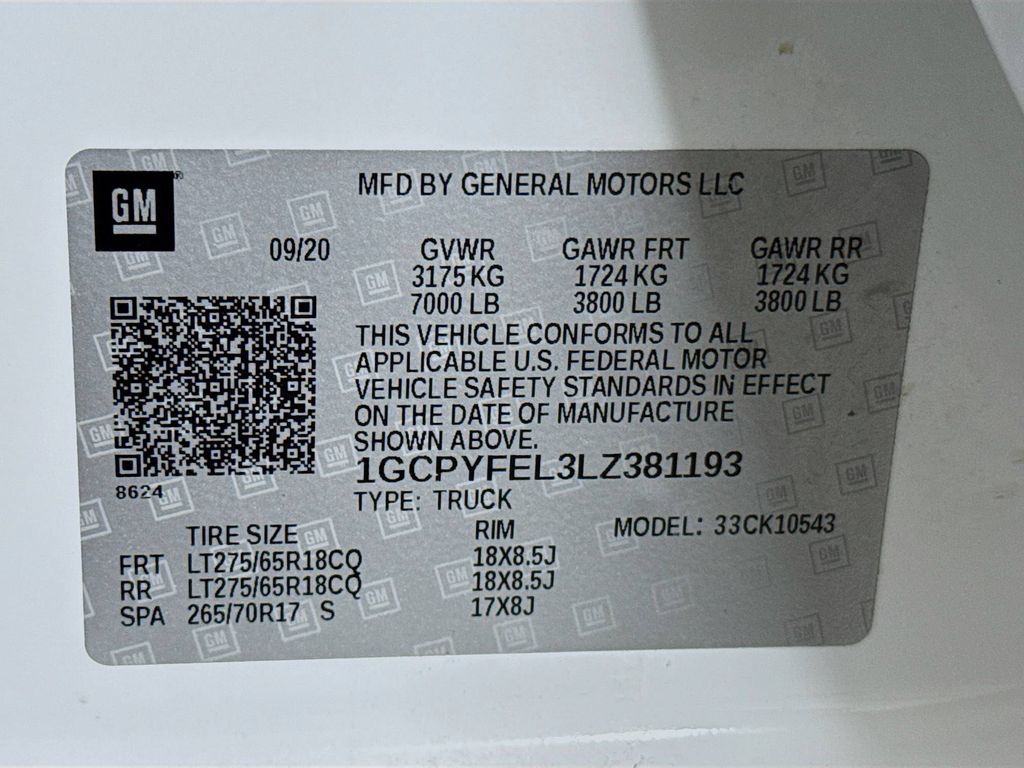 GM ®
MFD BY GENERAL MOTORS LLC
09/20 GVWR GAWR FRT GAWR RR
3175 KG 1724 KG 1724 KG
7000 LB 3800 LB 3800 LB
THIS VEHICLE CONFORMS TO ALL
APPLICABLE U.S. FEDERAL MOTOR
VEHICLE SAFETY STANDARDS IN EFFECT
ON THE DATE OF MANUFACTURE
SHOWN ABOVE.
1GCPYFEL3LZ381193
8624
TYPE: TRUCK
TIRE SIZE RIM MODEL: 33CK10543
FRT LT275/65R18CQ 18X8.5J
RR LT275/65R18CQ 18X8.5J
SPA 265/70R17 S 17X8J